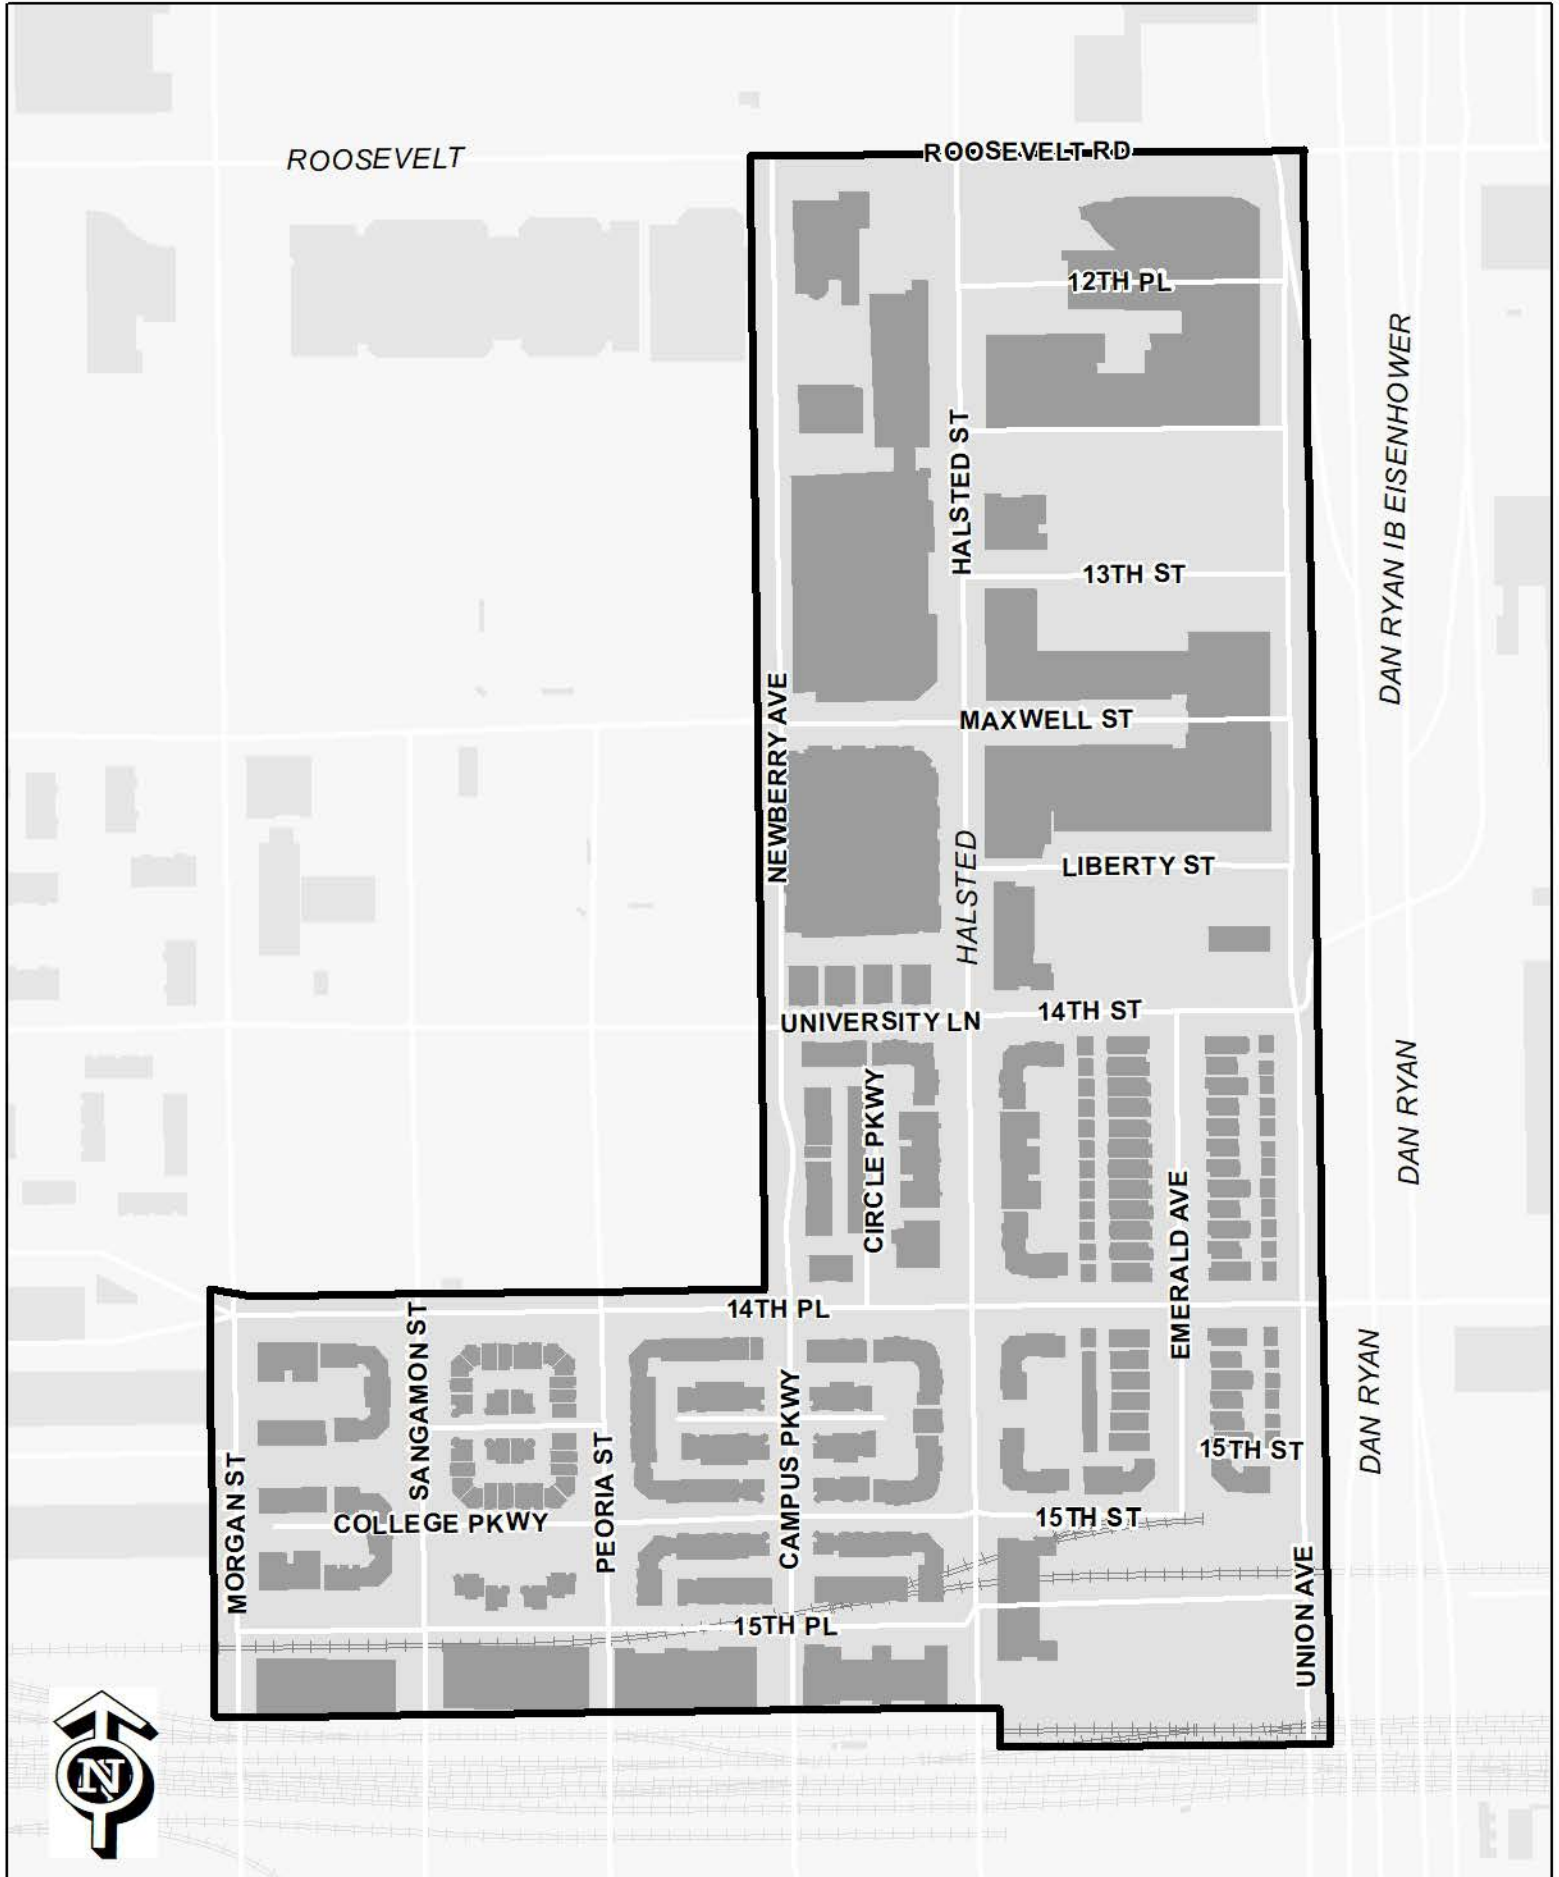 ROOSEVELT
ROOSEVELT RD
12TH PL
DAN RYAN IB EISENHOWER
HALSTED ST
13TH ST
NEWBERRY AVE
MAXWELL ST
HALSTED
LIBERTY ST
UNIVERSITY LN
14TH ST
DAN RYAN
CIRCLE PKWY
EMERALD AVE
14TH PL
SANGAMON ST
DAN RYAN
CAMPUS PKWY
PEORIA ST
15TH ST
MORGAN ST
COLLEGE PKWY
15TH ST
UNION AVE
15TH PL
N